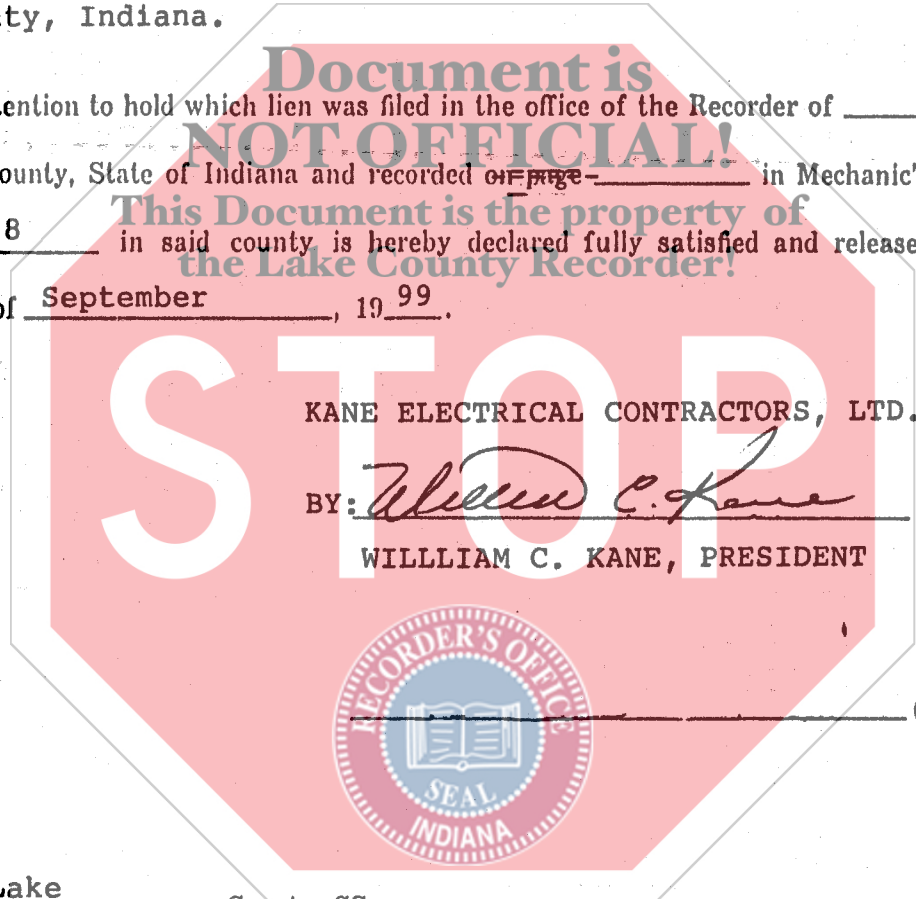 ty, Indiana.
Document is
ention to hold which lien was filed in the office of the Recorder of
NOT OFFICIAL!
ounty, State of Indiana and recorded on page in Mechanic'
This Document is the property of
8 in said county is hereby declared fully satisfied and release
the Lake County Recorder!
of September, 19 99.
STOP
KANE ELECTRICAL CONTRACTORS, LTD.
BY: William C. Kane
WILLLIAM C. KANE, PRESIDENT
RECORDER'S OFFICE
SEAL
INDIANA
Lake